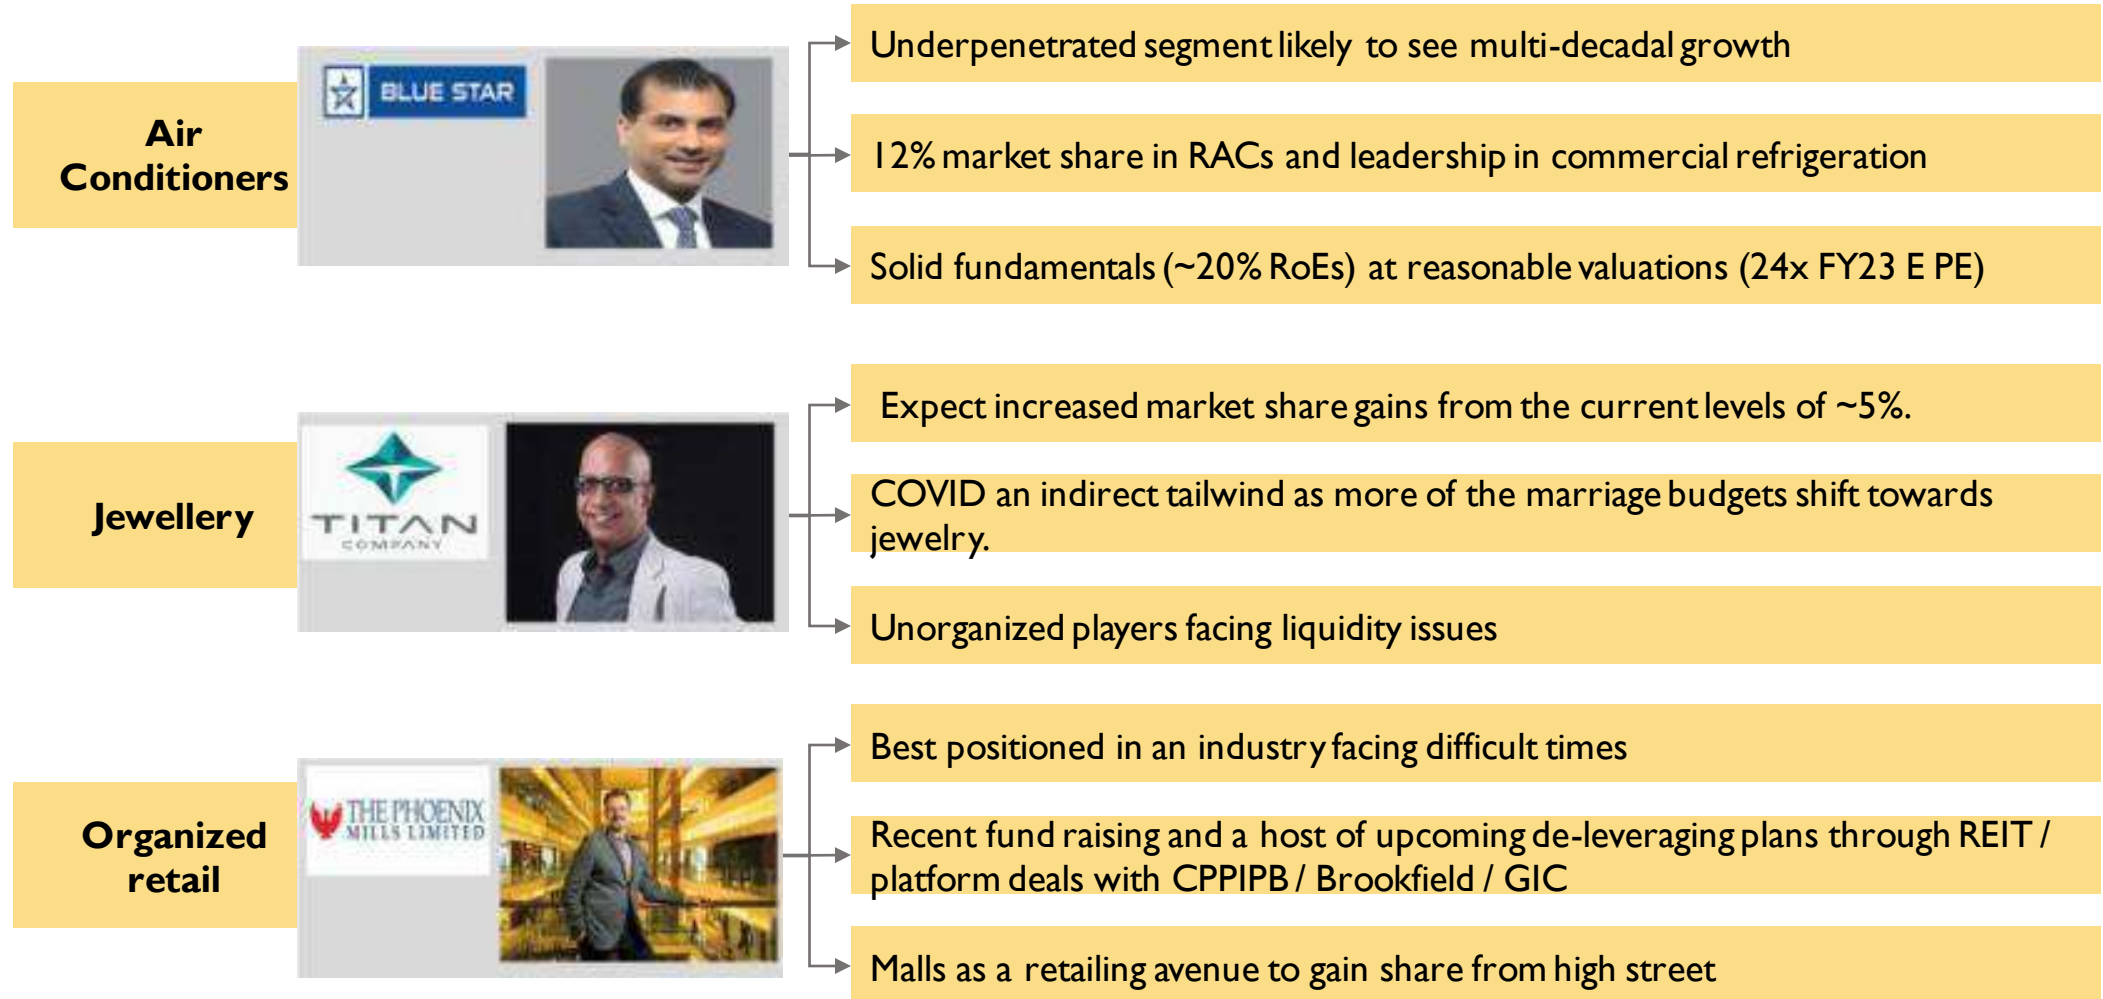 Air
Conditioners
BLUE STAR
Underpenetrated segment likely to see multi-decadal growth
12% market share in RACs and leadership in commercial refrigeration
Solid fundamentals (~20% RoEs) at reasonable valuations (24x FY23 E PE)
Jewellery
TITAN
COMPANY
Expect increased market share gains from the current levels of ~5%.
COVID an indirect tailwind as more of the marriage budgets shift towards
jewelry.
Unorganized players facing liquidity issues
Organized
retail
THE PHOENIX
MILLS LIMITED
Best positioned in an industry facing difficult times
Recent fund raising and a host of upcoming de-leveraging plans through REIT /
platform deals with CPPIPB / Brookfield / GIC
Malls as a retailing avenue to gain share from high street